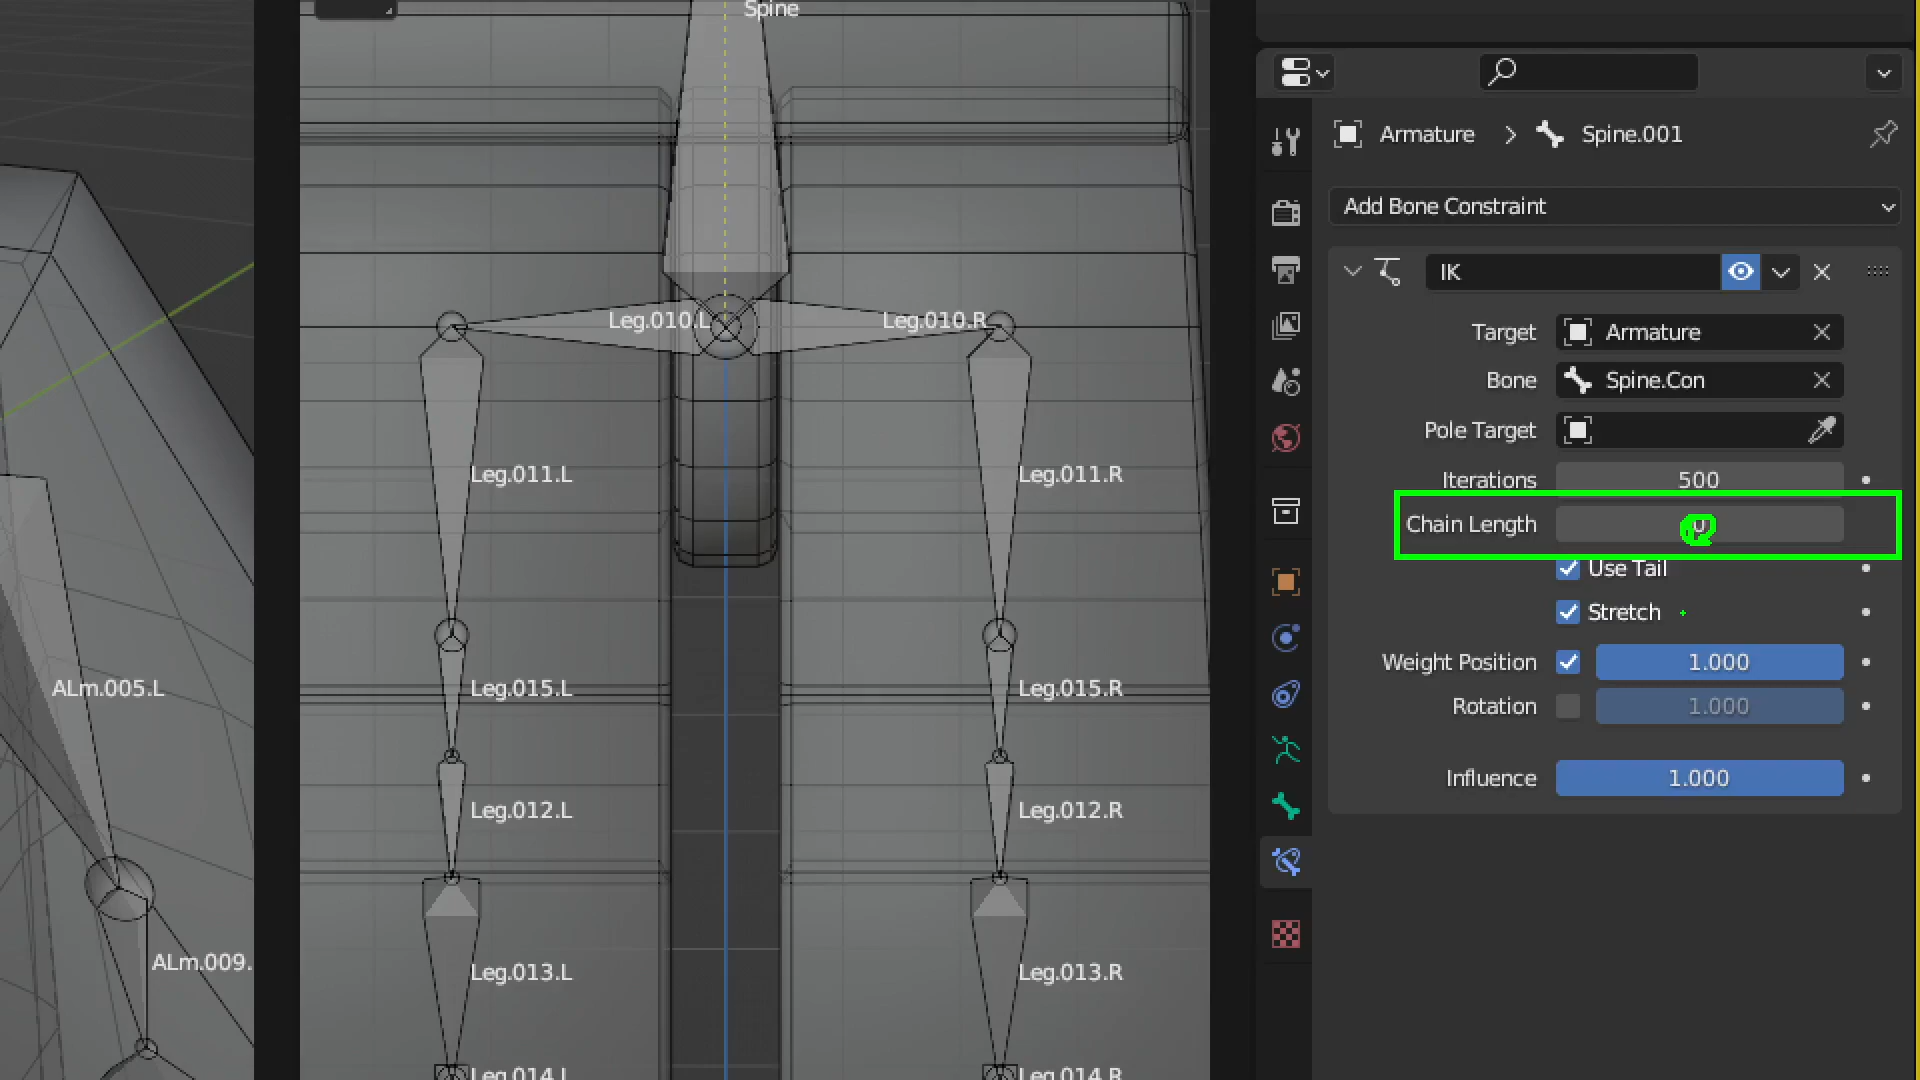 Spine
Armature
Spine.001
Add Bone Constraint
IK
Target
Armature
Bone
Spine.Con
Pole Target
Iterations
500
Chain Length
Use Tail
Stretch
Weight Position
1.000
Rotation
1.000
Influence
1.000
Leg.010.L
Leg.010.R
Leg.011.L
Leg.011.R
ALm.005.L
Leg.015.L
Leg.015.R
Leg.012.L
Leg.012.R
ALm.009.
Leg.013.L
Leg.013.R
Leg.014.L
Leg.014.R